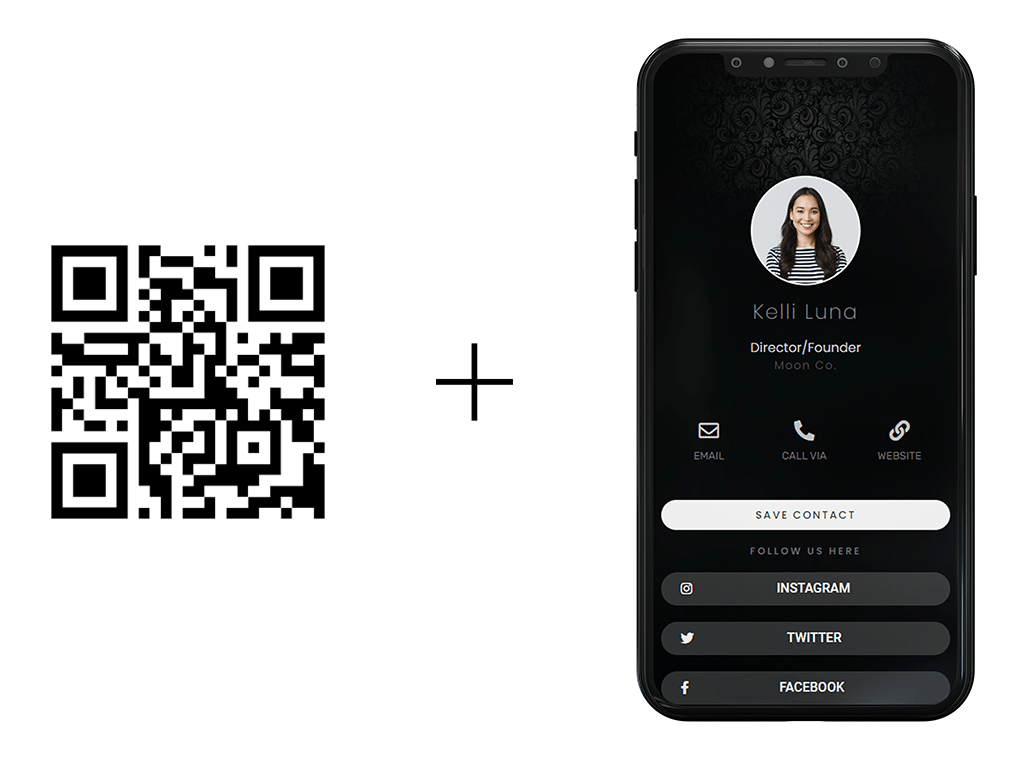 Kelli Luna
Director/Founder
Moon Co.
EMAIL CALL VIA WEBSITE
SAVE CONTACT
FOLLOW US HERE
INSTAGRAM
TWITTER
FACEBOOK